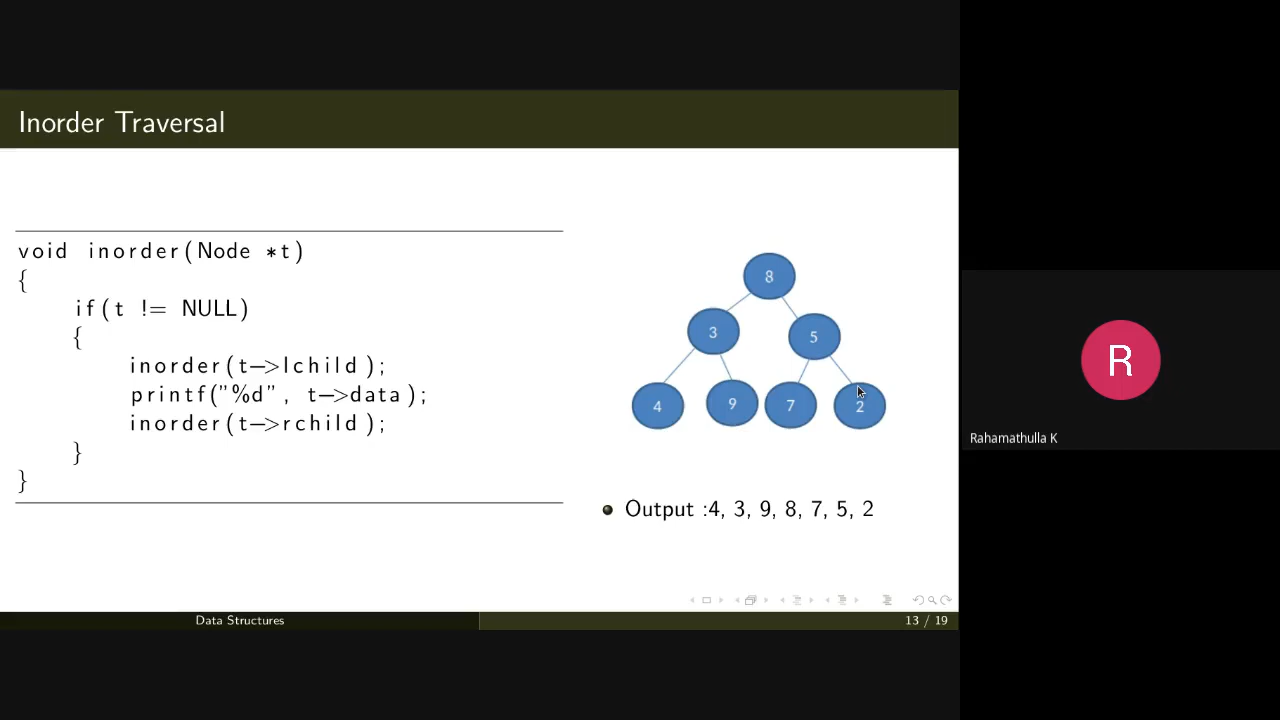 Inorder Traversal
void inorder(Node *t)
{
if(t != NULL)
{
inorder(t->lchild);
printf("%d", t->data);
inorder(t->rchild);
}
}
8
3
5
4
9
7
2
Output :4, 3, 9, 8, 7, 5, 2
Data Structures
13 / 19
R
Rahamathulla K